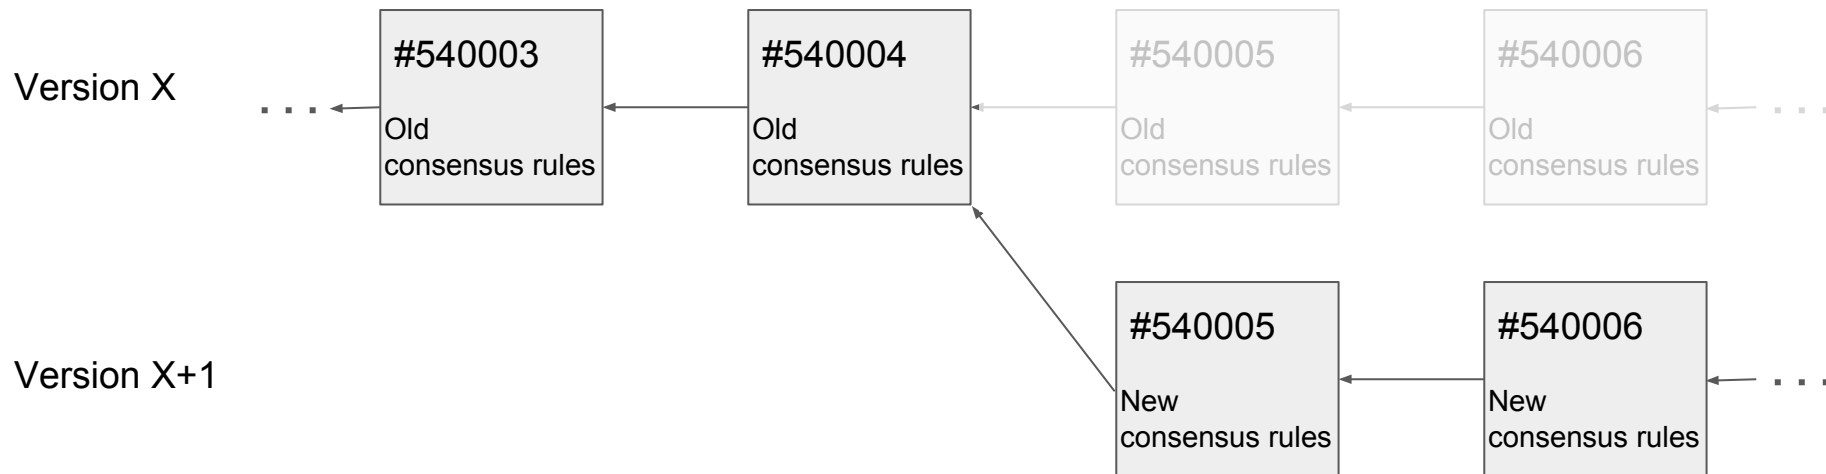 Version X
. . .
#540003
Old
consensus rules
#540004
Old
consensus rules
#540005
Old
consensus rules
#540006
Old
consensus rules
. . .
Version X+1
#540005
New
consensus rules
#540006
New
consensus rules
. . .